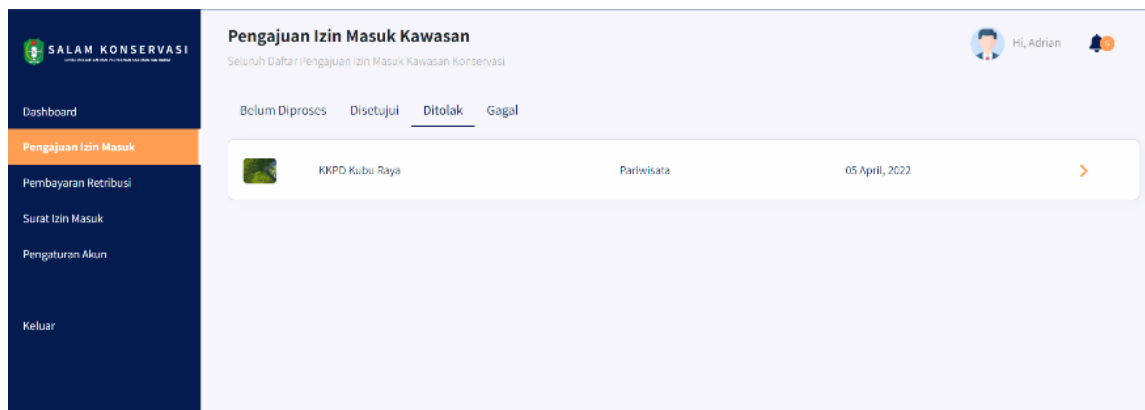 SALAM KONSERVASI
Dashboard
Pengajuan Izin Masuk
Pembayaran Retribusi
Surat Izin Masuk
Pengaturan Akun
Keluar
Pengajuan Izin Masuk Kawasan
Seluruh Daftar Pengajuan Izin Masuk Kawasan Konservasi
Hi, Adrian
Belum Diproses Disetujui Ditolak Gagal
KKPD Kubu Raya Pariwisata 05 April, 2022